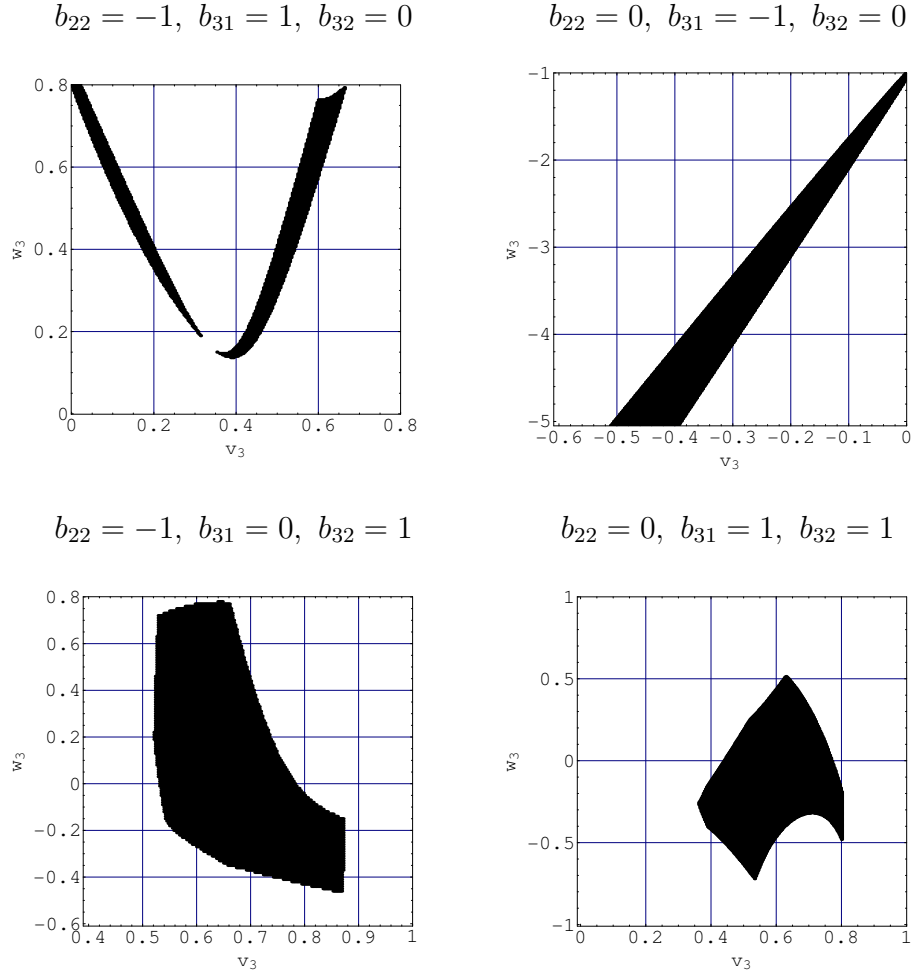 b₂₂ = −1, b₃₁ = 1, b₃₂ = 0
0.8
0.6
w₃
0.4
0.2
0
0 0.2 0.4 0.6 0.8
v₃
b₂₂ = 0, b₃₁ = −1, b₃₂ = 0
-1
-2
w₃
-3
-4
-5
-0.6 -0.5 -0.4 -0.3 -0.2 -0.1 0
v₃
b₂₂ = −1, b₃₁ = 0, b₃₂ = 1
0.8
0.6
0.4
w₃
0.2
0
-0.2
-0.4
-0.6
0.4 0.5 0.6 0.7 0.8 0.9 1
v₃
b₂₂ = 0, b₃₁ = 1, b₃₂ = 1
1
0.5
w₃
0
-0.5
-1
0 0.2 0.4 0.6 0.8 1
v₃